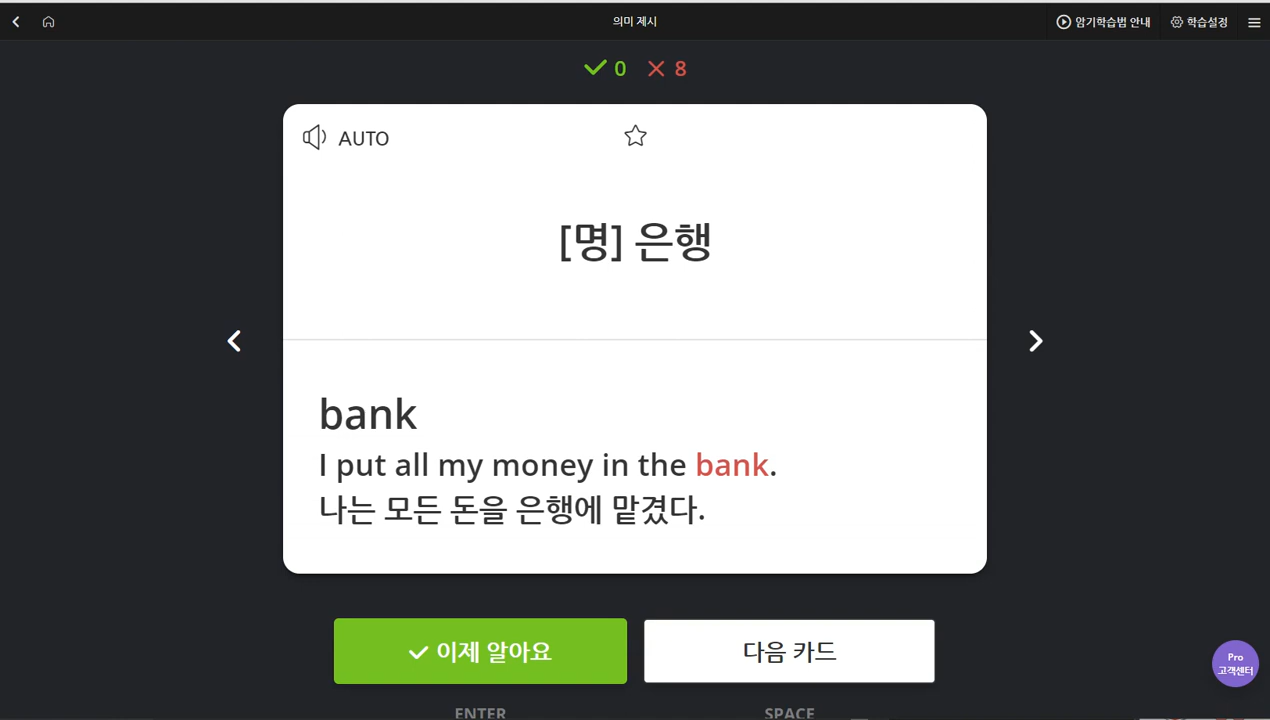 의미 제시
암기학습법 안내
학습설정
0
8
AUTO
[명] 은행
bank
I put all my money in the bank.
나는 모든 돈을 은행에 맡겼다.
이제 알아요
다음 카드
ENTER
SPACE
Pro
고객센터